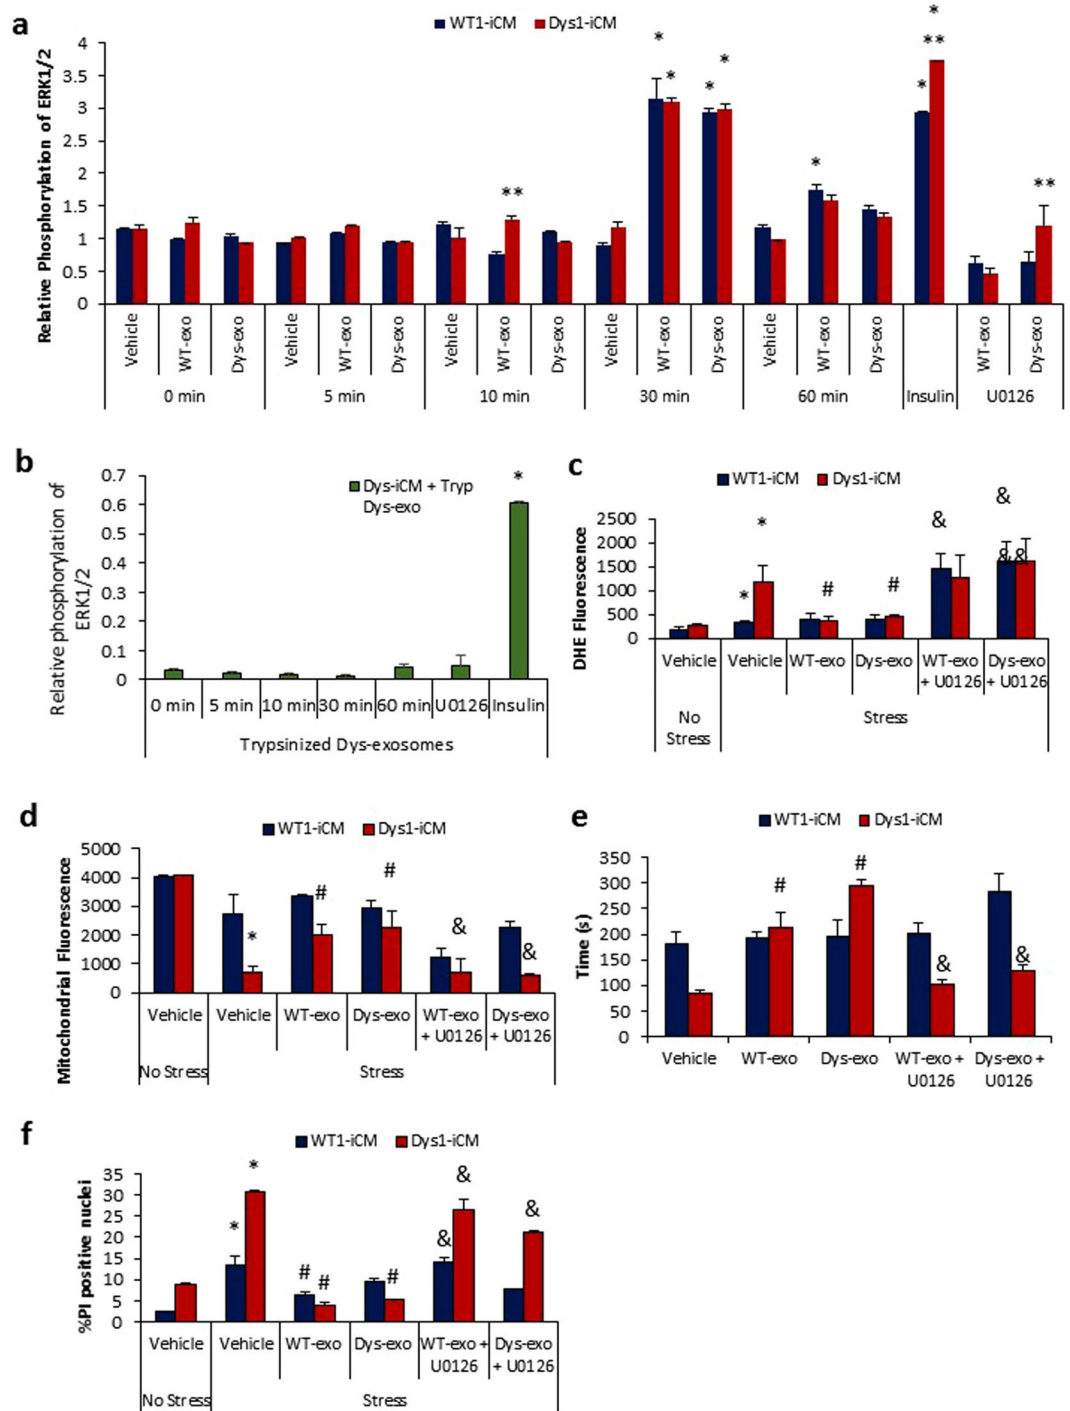 a
WT1-iCM Dys1-iCM
Relative Phosphorylation of ERK1/2
4
3.5
3
2.5
2
1.5
1
0.5
0
* * * * * * * ** * ** **
Vehicle WT-exo Dys-exo Vehicle WT-exo Dys-exo Vehicle WT-exo Dys-exo Vehicle WT-exo Dys-exo Vehicle WT-exo Dys-exo WT-exo Dys-exo
0 min 5 min 10 min 30 min 60 min Insulin U0126
b
Relative phosphorylation of
ERK1/2
0.7
0.6
0.5
0.4
0.3
0.2
0.1
0
Dys-iCM + Tryp
Dys-exo
*
0 min 5 min 10 min 30 min 60 min U0126 Insulin
Trypsinized Dys-exosomes
c
WT1-iCM Dys1-iCM
DHE Fluorescence
2500
2000
1500
1000
500
0
* * # # & & &&
Vehicle Vehicle WT-exo Dys-exo WT-exo Dys-exo
+ U0126 + U0126
No
Stress
Stress
d
WT1-iCM Dys1-iCM
Mitochondrial Fluorescence
5000
4000
3000
2000
1000
0
* # # & &
Vehicle Vehicle WT-exo Dys-exo WT-exo Dys-exo
+ U0126 + U0126
No Stress Stress
e
WT1-iCM Dys1-iCM
Time (s)
350
300
250
200
150
100
50
0
# # & &
Vehicle WT-exo Dys-exo WT-exo + Dys-exo +
U0126 U0126
f
WT1-iCM Dys1-iCM
%PI positive nuclei
35
30
25
20
15
10
5
0
* * # # # & & &
Vehicle Vehicle WT-exo Dys-exo WT-exo + Dys-exo
U0126 + U0126
No Stress Stress